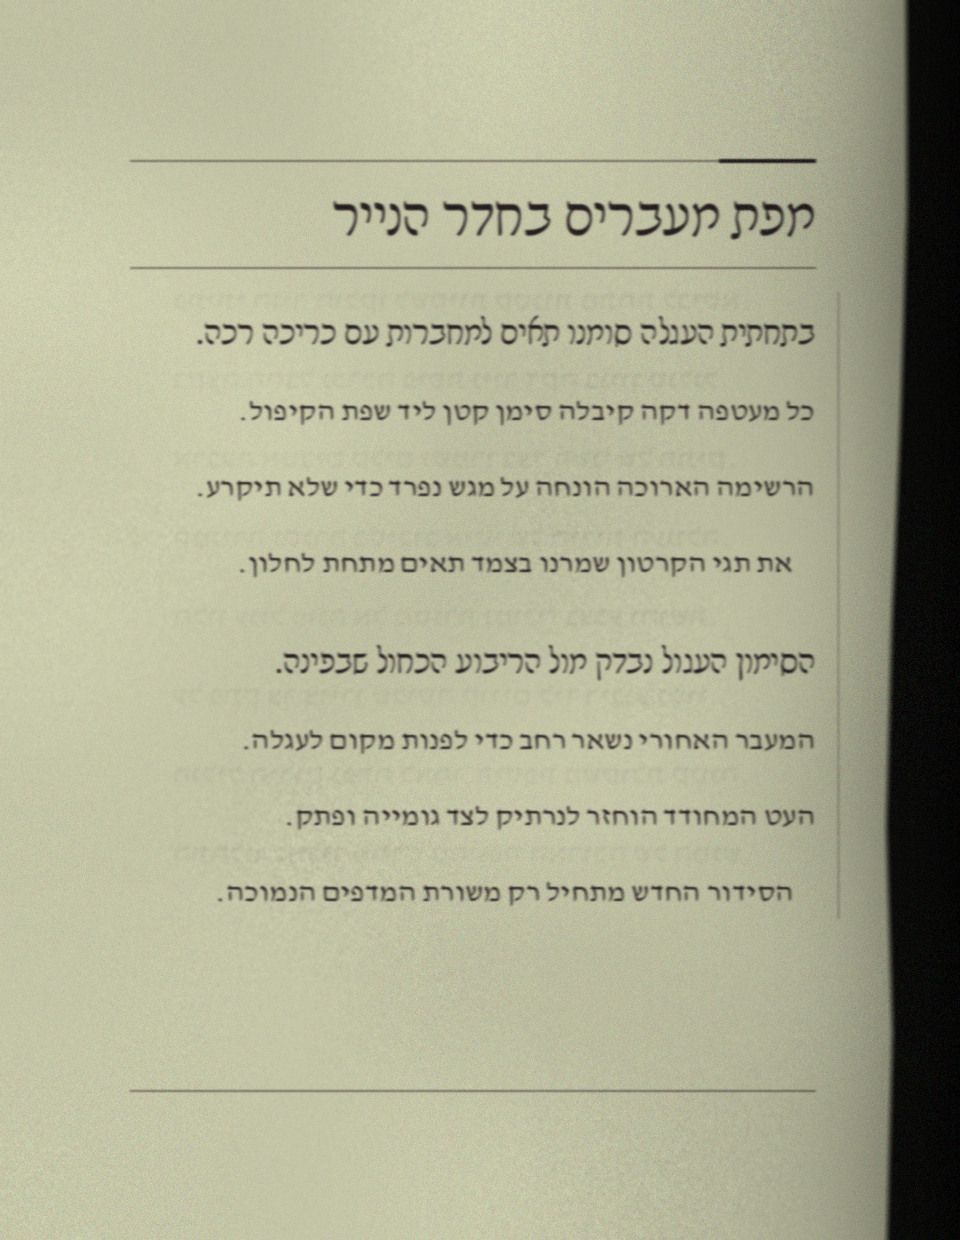 מפת מעברים בחדר הנייר
בתחתית העגלה סומנו תאים למחברות עם כריכה רכה.
כל מעטפה דקה קיבלה סימן קטן ליד שפת הקיפול.
הרשימה הארוכה הונחה על מגש נפרד כדי שלא תיקרע.
את תגי הקרטון שמרנו בצמד תאים מתחת לחלון.
הסימון העגול נבדק מול הריבוע הכחול שבפינה.
המעבר האחורי נשאר רחב כדי לפנות מקום לעגלה.
העט המחודד הוחזר לנרתיק לצד גומייה ופתק.
הסידור החדש מתחיל רק משורת המדפים הנמוכה.